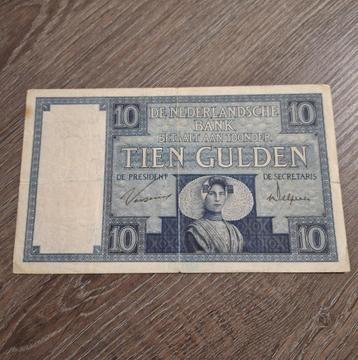 10 DE NEDERLANDSCHE 10
BANK
BETAALT AAN TOONDER
TIEN GULDEN
DE PRESIDENT DE SECRETARIS
10 10